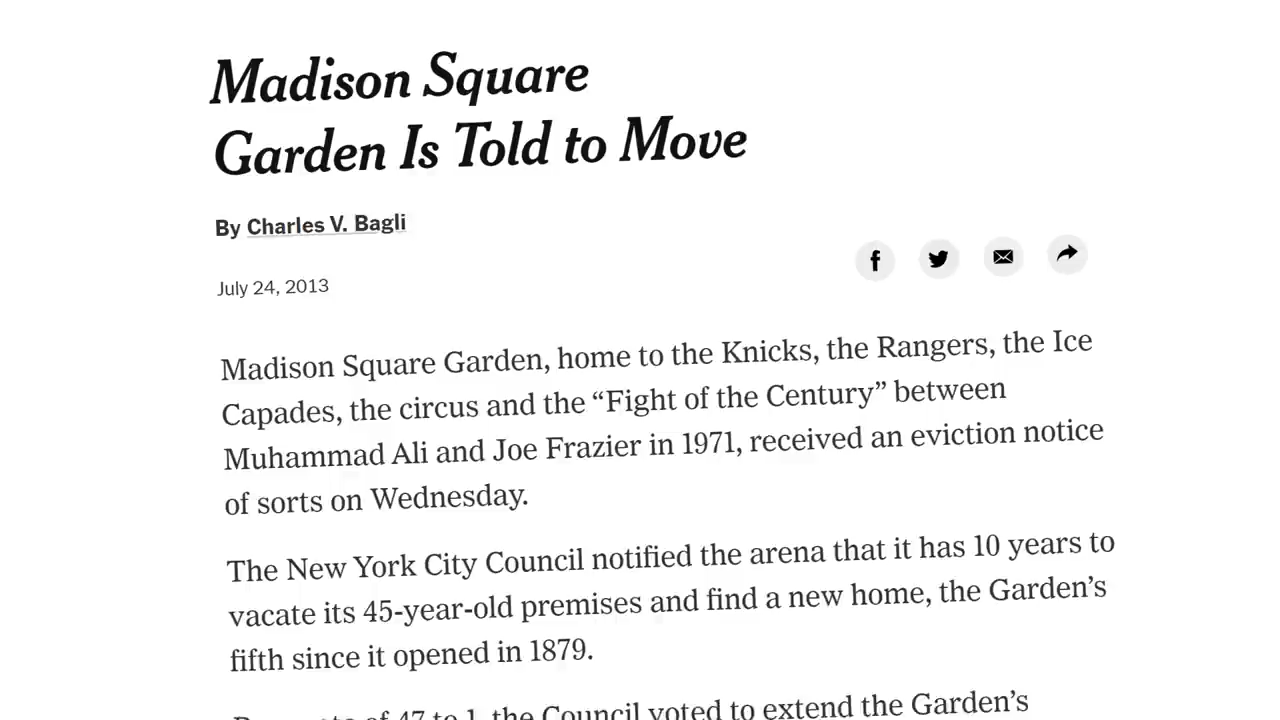 Madison Square
Garden Is Told to Move
By Charles V. Bagli
July 24, 2013
Madison Square Garden, home to the Knicks, the Rangers, the Ice
Capades, the circus and the “Fight of the Century” between
Muhammad Ali and Joe Frazier in 1971, received an eviction notice
of sorts on Wednesday.
The New York City Council notified the arena that it has 10 years to
vacate its 45-year-old premises and find a new home, the Garden’s
fifth since it opened in 1879.
of 47 to 1, the Council voted to extend the Garden’s